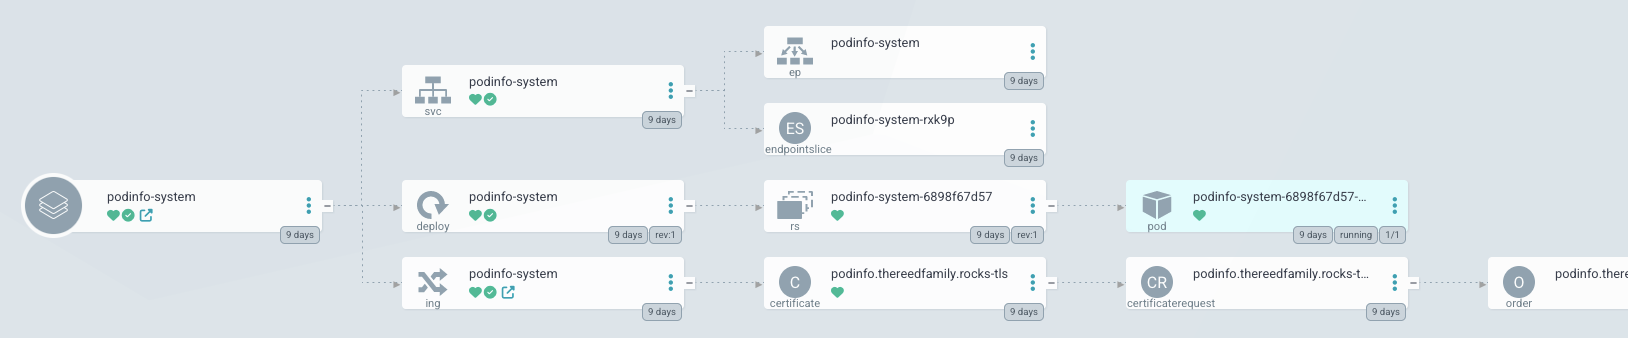 podinfo-system
9 days
podinfo-system
svc
9 days
podinfo-system
deploy
9 days rev:1
podinfo-system
ing
9 days
podinfo-system
ep
9 days
ES
podinfo-system-rxk9p
endpointslice
9 days
podinfo-system-6898f67d57
rs
9 days rev:1
C
podinfo.thereedfamily.rocks-tls
certificate
9 days
podinfo-system-6898f67d57-...
pod
9 days running 1/1
CR
podinfo.thereedfamily.rocks-t...
certificaterequest
9 days
O
podinfo.there
order